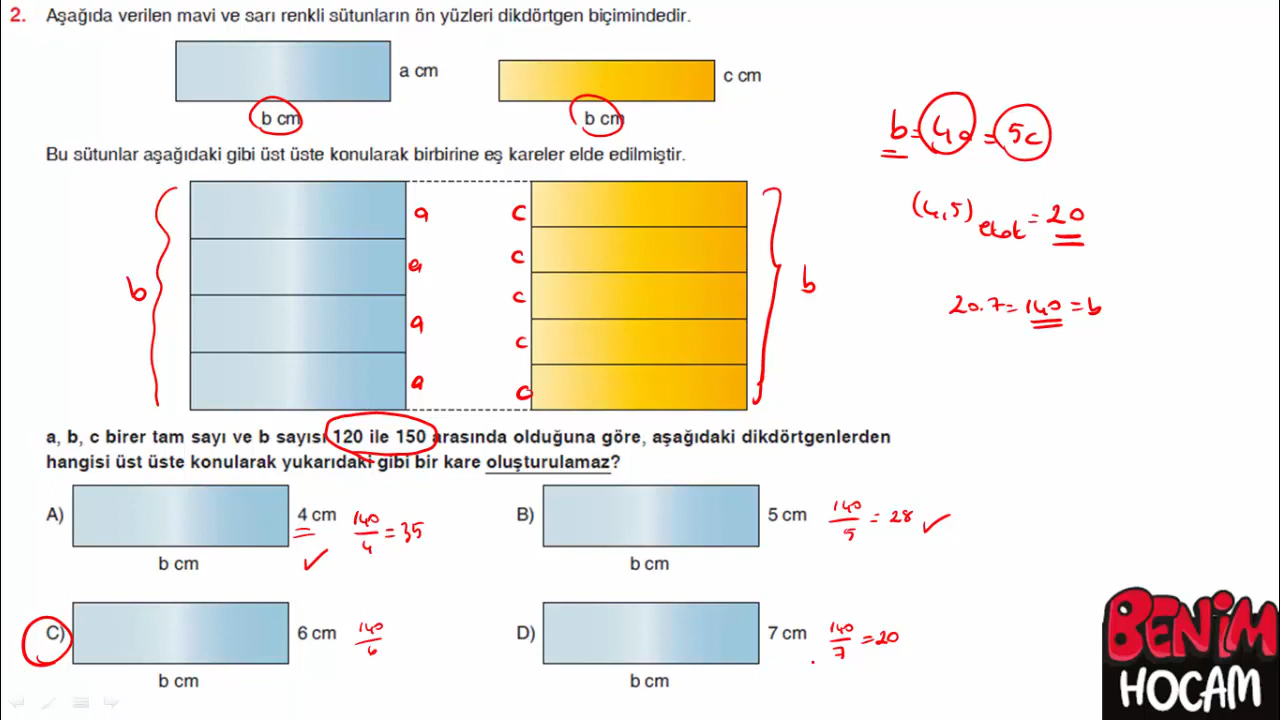 2. Aşağıda verilen mavi ve sarı renkli sütunların ön yüzleri dikdörtgen biçimindedir.
a cm
c cm
b cm
b cm
b = 4a = 5c
Bu sütunlar aşağıdaki gibi üst üste konularak birbirine eş kareler elde edilmiştir.
(4,5) ekok = 20
a
c
a
c
b
a
c
c
a
c
b
20.7 = 140 = b
a, b, c birer tam sayı ve b sayısı 120 ile 150 arasında olduğuna göre, aşağıdaki dikdörtgenlerden
hangisi üst üste konularak yukarıdaki gibi bir kare oluşturulamaz?
A) 4 cm 140/4 = 35
b cm
B) 5 cm 140/5 = 28
b cm
C) 6 cm 140/6
b cm
D) 7 cm 140/7 = 20
b cm
BENİM
HOCAM